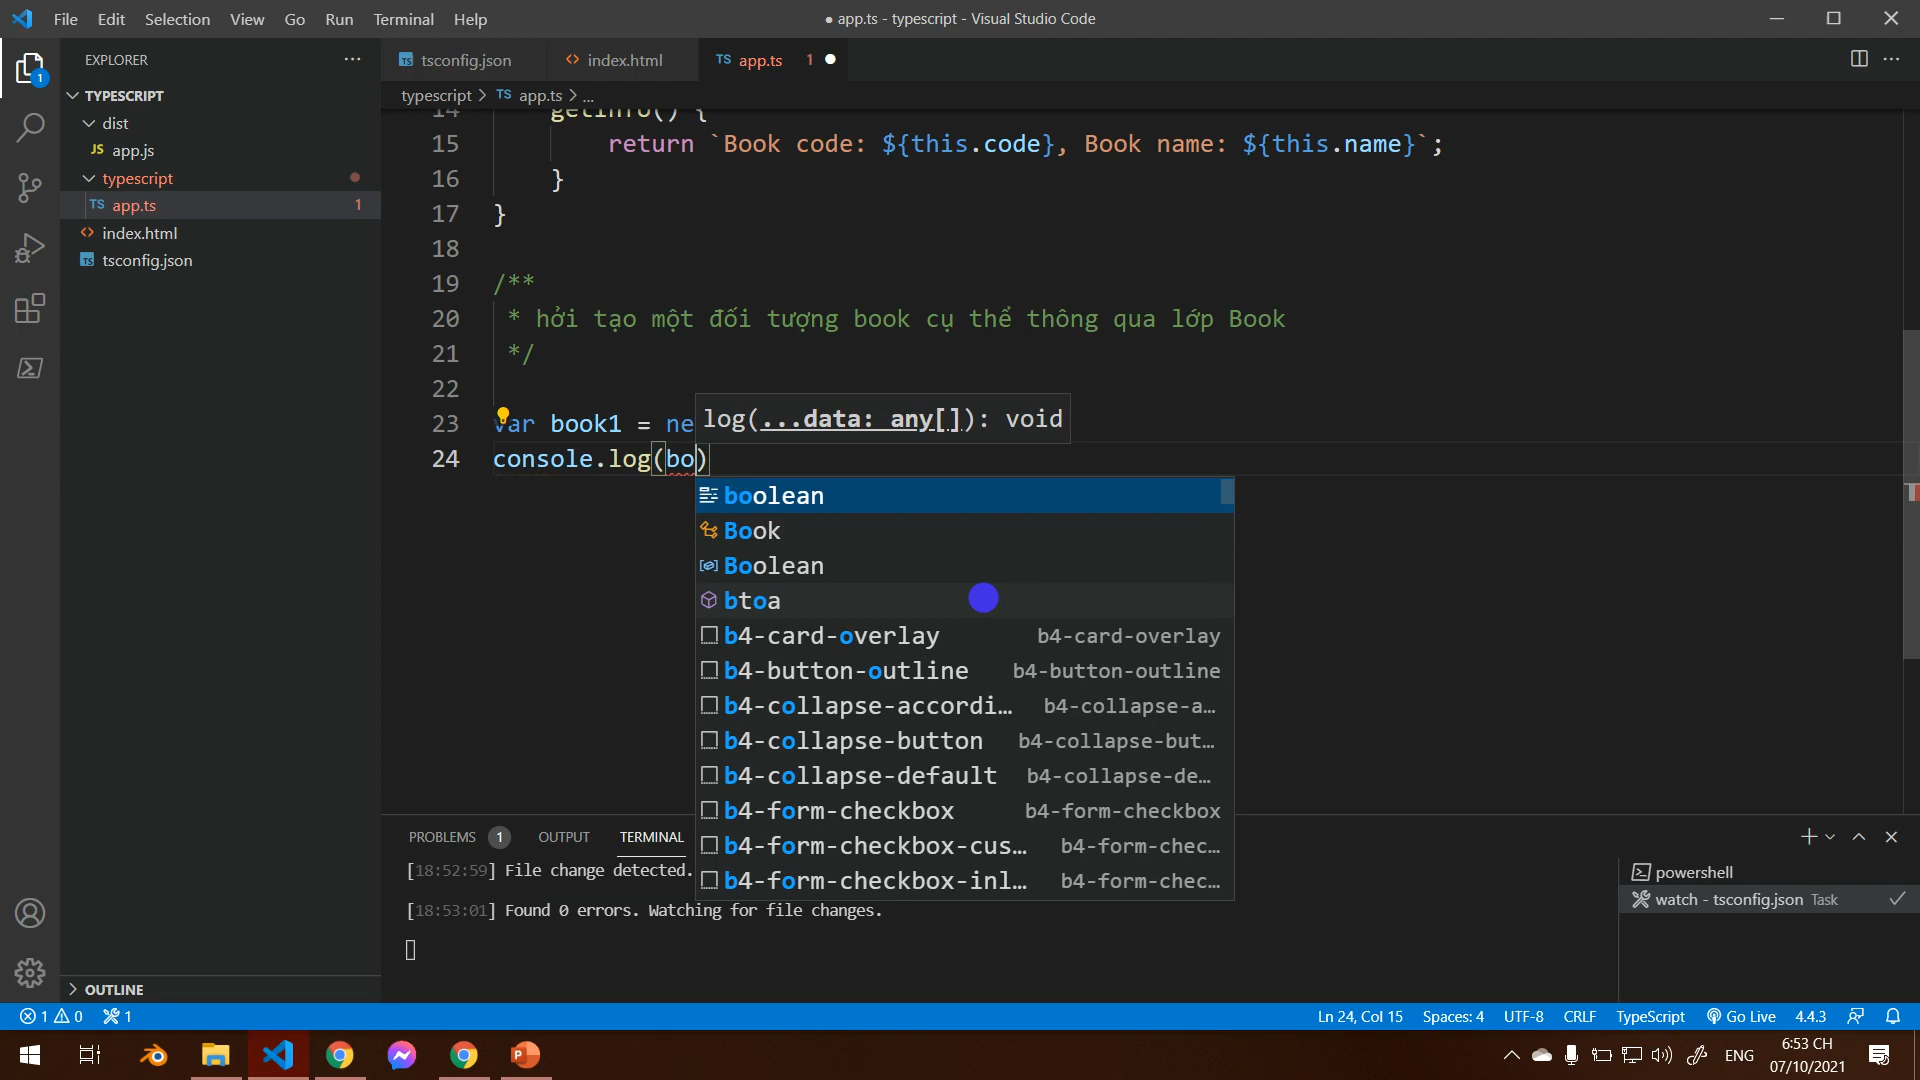 File Edit Selection View Go Run Terminal Help
● app.ts - typescript - Visual Studio Code
EXPLORER
tsconfig.json
index.html
TS app.ts 1
1
TYPESCRIPT
dist
JS app.js
typescript
TS app.ts 1
index.html
TS tsconfig.json
OUTLINE
typescript > TS app.ts > ...
14 getInfo() {
15 return `Book code: ${this.code}, Book name: ${this.name}`;
16 }
17 }
18
19 /**
20 * hởi tạo một đối tượng book cụ thể thông qua lớp Book
21 */
22
23 var book1 = ne
log(...data: any[]): void
24 console.log(bo)
boolean
Book
Boolean
btoa
b4-card-overlay b4-card-overlay
b4-button-outline b4-button-outline
b4-collapse-accordi... b4-collapse-a...
b4-collapse-button b4-collapse-but...
b4-collapse-default b4-collapse-de...
b4-form-checkbox b4-form-checkbox
b4-form-checkbox-cus... b4-form-chec...
b4-form-checkbox-inl... b4-form-chec...
PROBLEMS 1 OUTPUT TERMINAL
[18:52:59] File change detected.
[18:53:01] Found 0 errors. Watching for file changes.
powershell
watch - tsconfig.json Task
1 0 1
Ln 24, Col 15 Spaces: 4 UTF-8 CRLF TypeScript Go Live 4.4.3
ENG
6:53 CH
07/10/2021